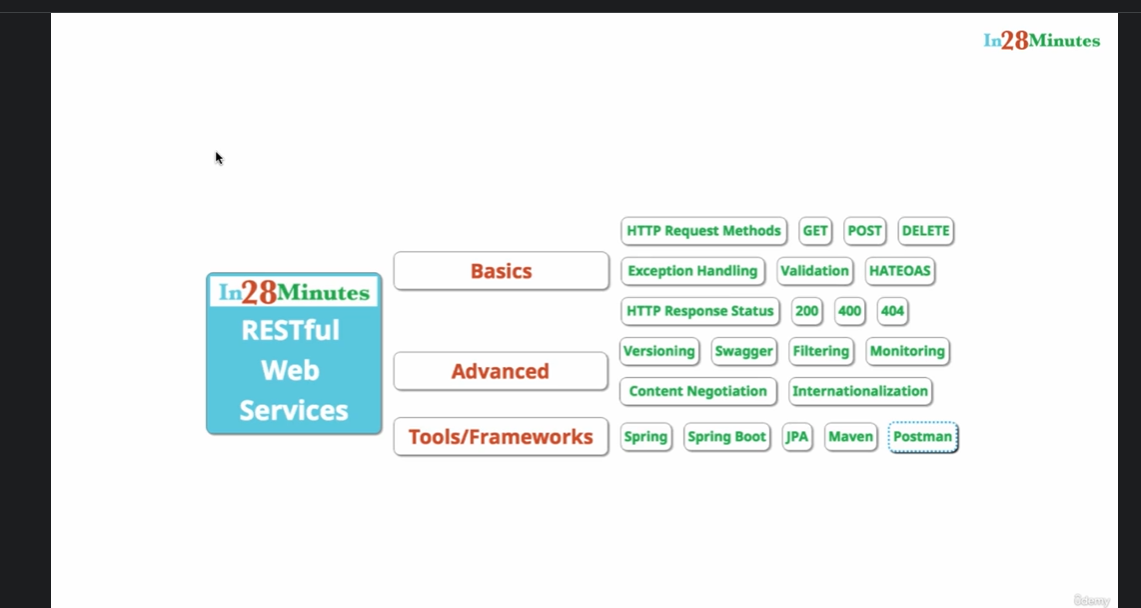 In28Minutes
HTTP Request Methods GET POST DELETE
Basics
Exception Handling Validation HATEOAS
In28Minutes
HTTP Response Status 200 400 404
RESTful
Versioning Swagger Filtering Monitoring
Web
Advanced
Content Negotiation Internationalization
Services
Tools/Frameworks
Spring Spring Boot JPA Maven Postman
ûdemy